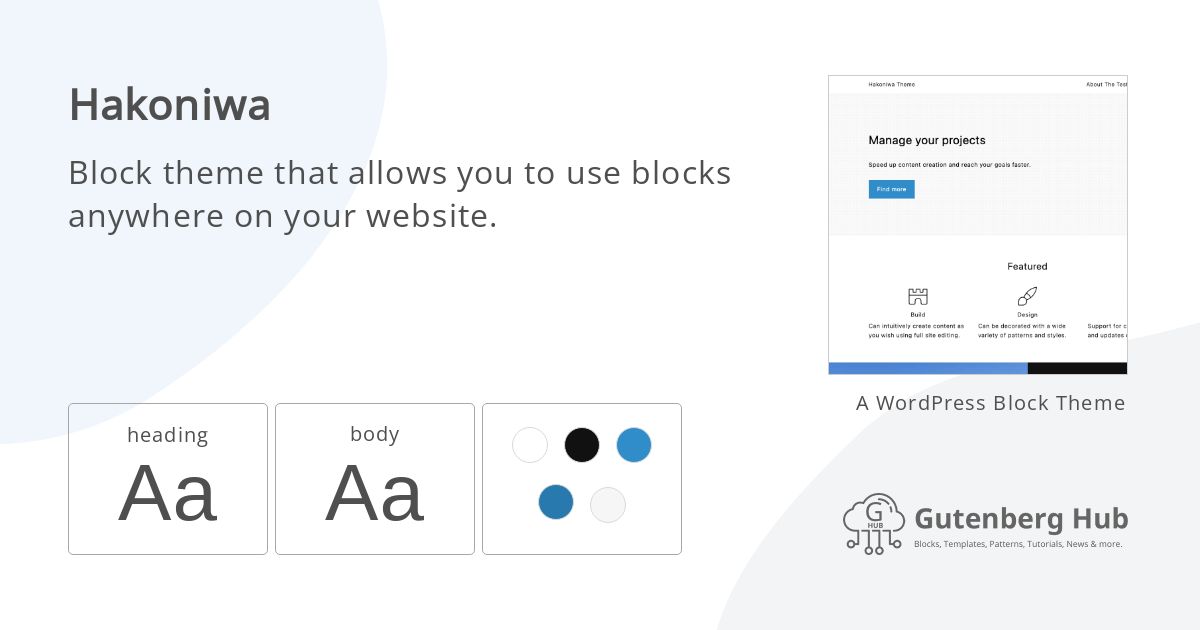 Hakoniwa
Block theme that allows you to use blocks
anywhere on your website.
heading
Aa
body
Aa
Hakoniwa Theme
About The Test
Manage your projects
Speed up content creation and reach your goals faster.
Find more
Featured
Build
Can intuitively create content as
you wish using full site editing.
Design
Can be decorated with a wide
variety of patterns and styles.
Support for c
and updates
A WordPress Block Theme
G
HUB
Gutenberg Hub
Blocks, Templates, Patterns, Tutorials, News & more.